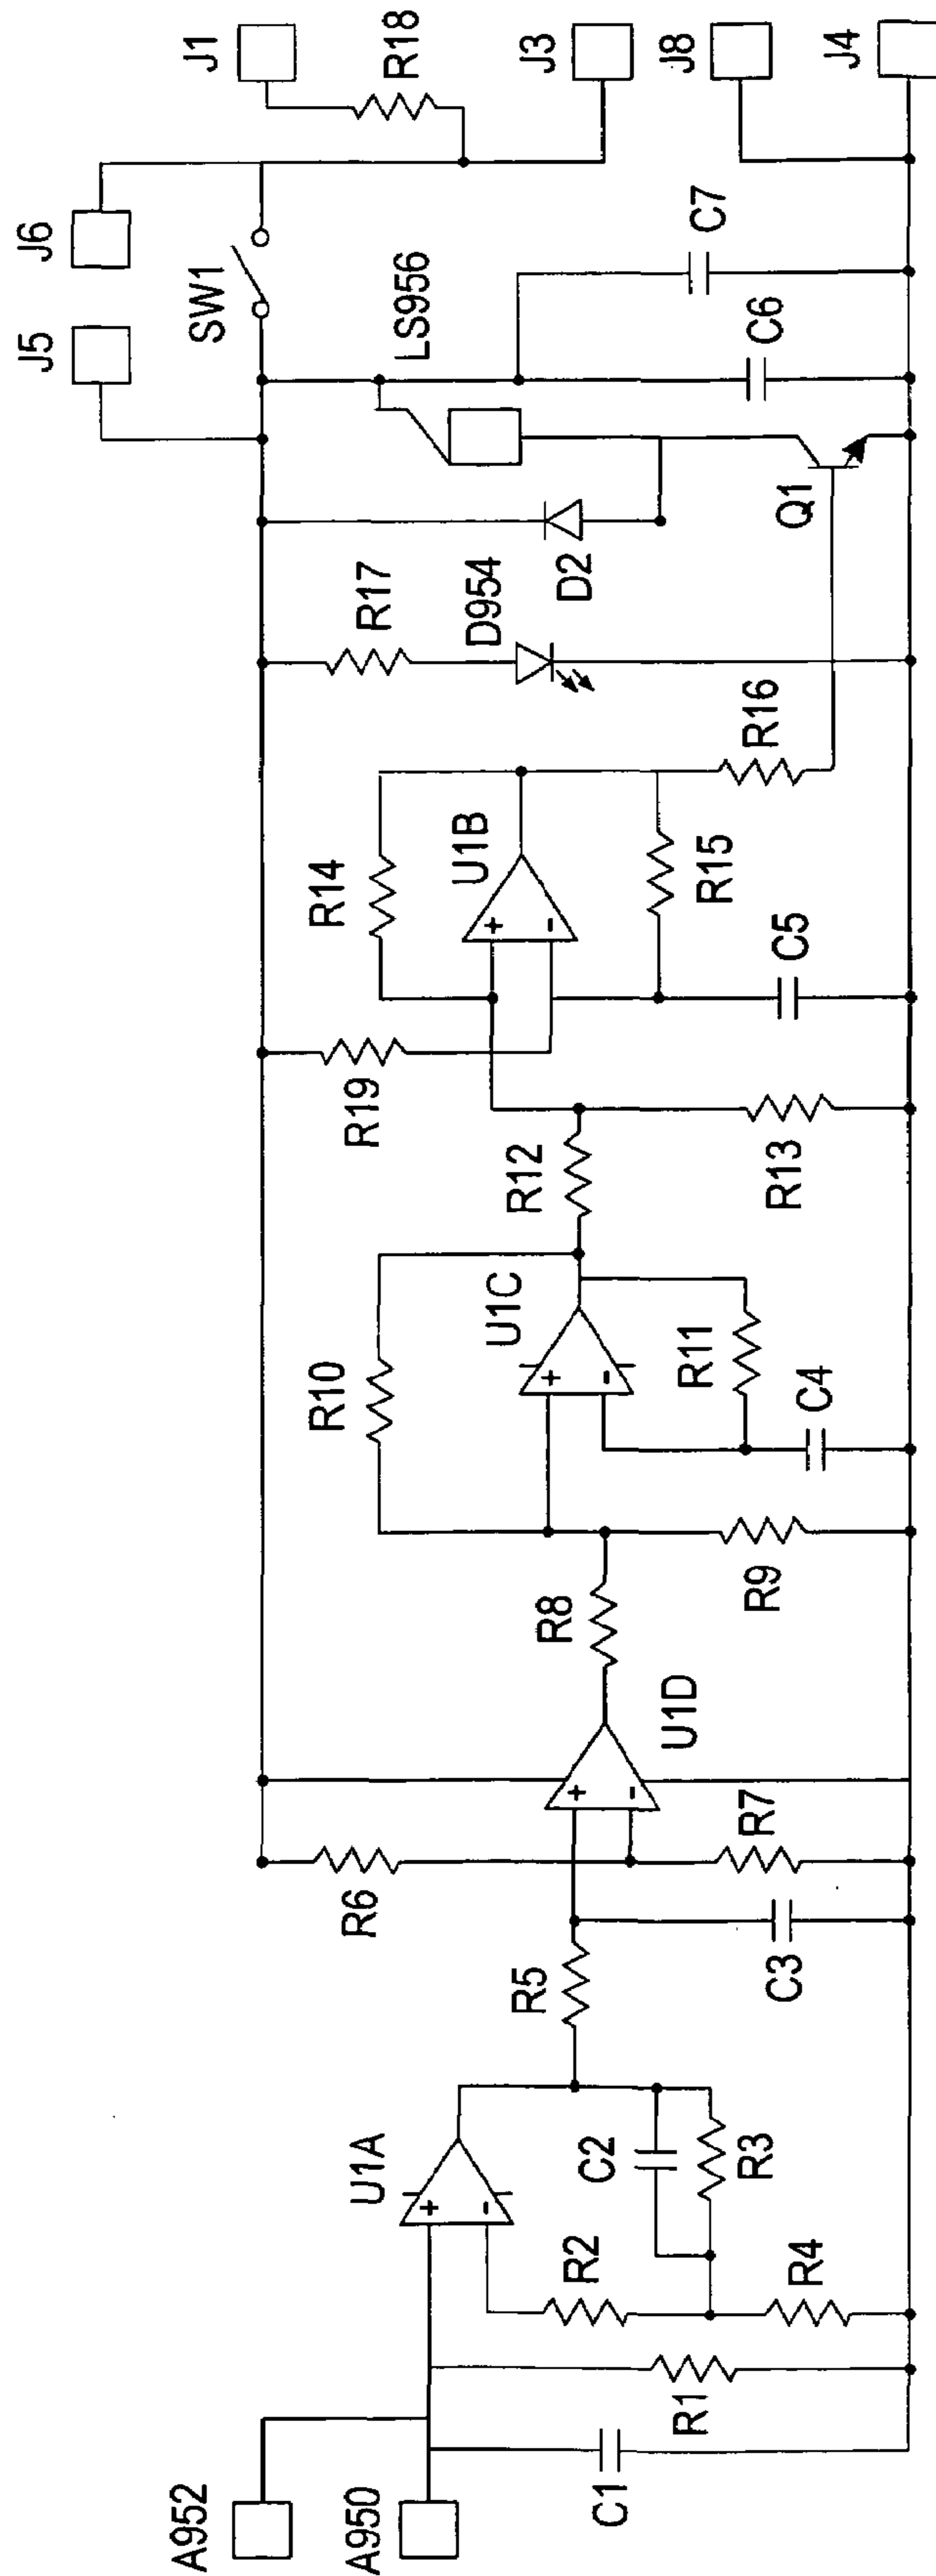 A952
A950
C1
R1
U1A
+
-
R2
R4
C2
R3
R5
C3
R6
R7
+
-
U1D
R8
R9
R10
U1C
+
-
R11
C4
R12
R13
R19
R14
U1B
+
-
R15
C5
R16
R17
D954
D2
Q1
LS956
C6
C7
SW1
J5
J6
J1
R18
J3
J8
J4